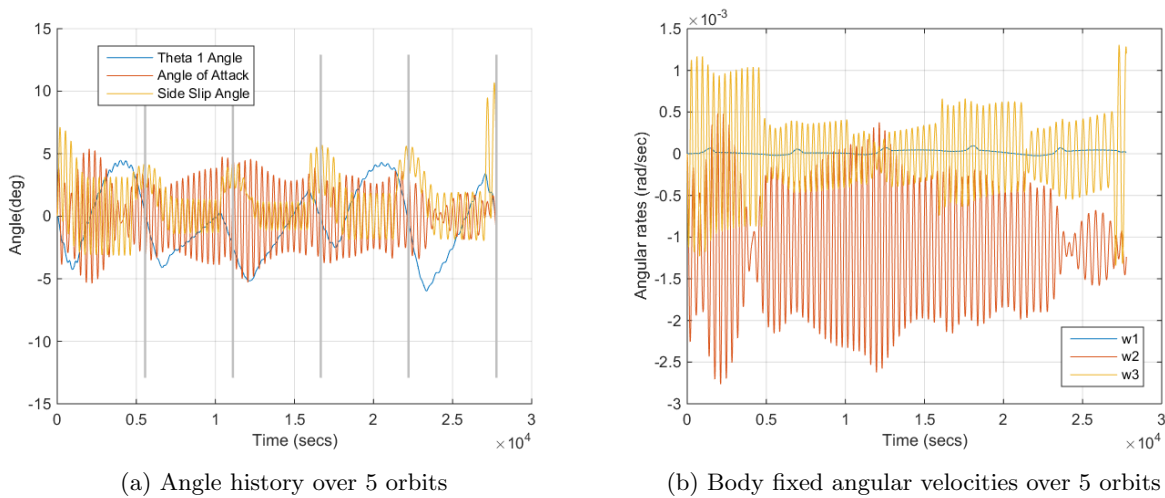 15
10
5
0
-5
-10
-15
Angle(deg)
Theta 1 Angle
Angle of Attack
Side Slip Angle
0
0.5
1
1.5
2
2.5
3
Time (secs)
× 10⁴
(a) Angle history over 5 orbits
× 10⁻³
1.5
1
0.5
0
-0.5
-1
-1.5
-2
-2.5
-3
Angular rates (rad/sec)
w1
w2
w3
0
0.5
1
1.5
2
2.5
3
Time (secs)
× 10⁴
(b) Body fixed angular velocities over 5 orbits